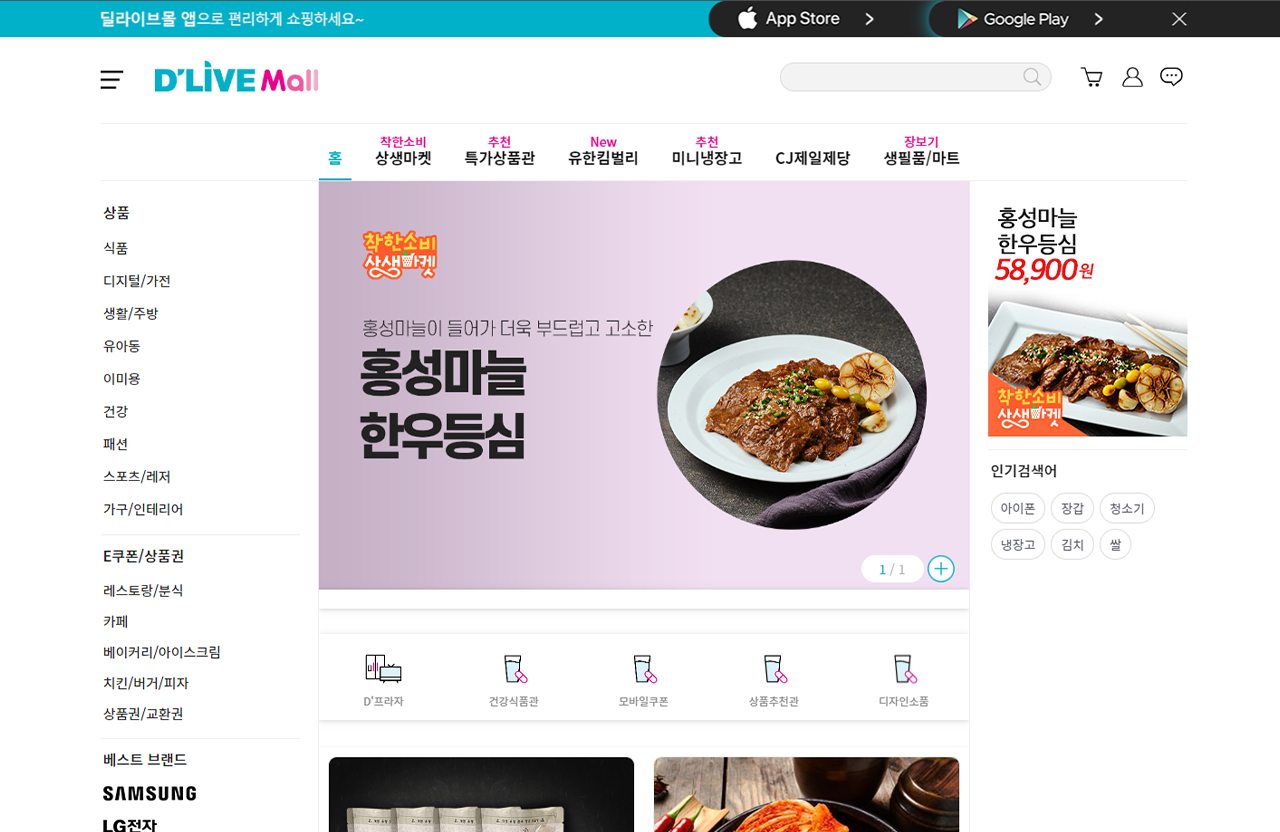 딜라이브몰 앱으로 편리하게 쇼핑하세요~
App Store
Google Play
D'LIVE Mall
홈
착한소비
상생마켓
추천
특가상품관
New
유한킴벌리
추천
미니냉장고
CJ제일제당
장보기
생필품/마트
상품
식품
디지털/가전
생활/주방
유아동
이미용
건강
패션
스포츠/레저
가구/인테리어
E쿠폰/상품권
레스토랑/분식
카페
베이커리/아이스크림
치킨/버거/피자
상품권/교환권
베스트 브랜드
SAMSUNG
LG전자
착한소비
상생마켓
홍성마늘이 들어가 더욱 부드럽고 고소한
홍성마늘
한우등심
1 / 1
D'프라자
건강식품관
모바일쿠폰
상품추천관
디자인소품
홍성마늘
한우등심
58,900원
착한소비
상생마켓
인기검색어
아이폰
장갑
청소기
냉장고
김치
쌀